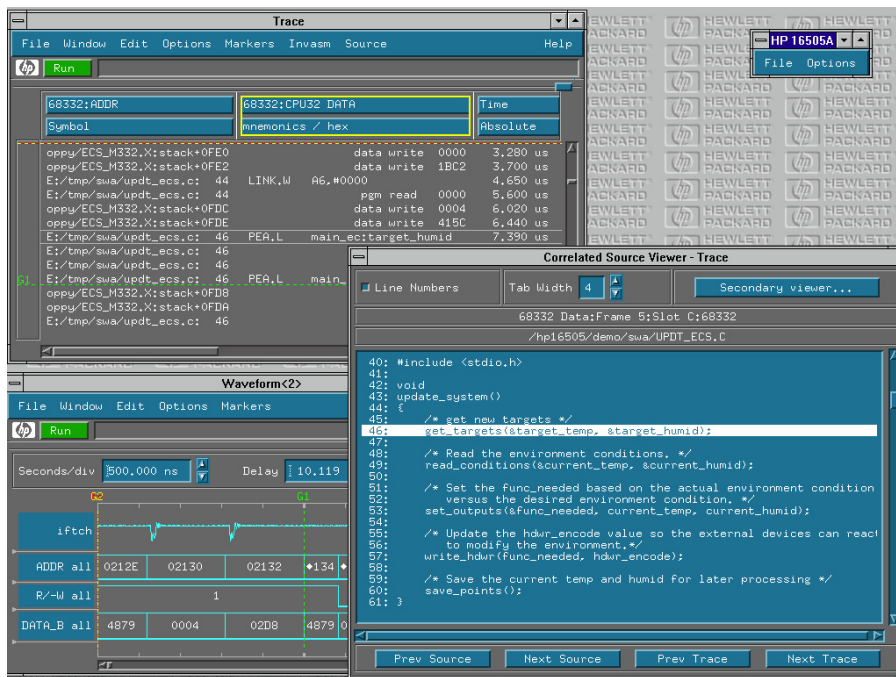 Trace
File Window Edit Options Markers Invasm Source Help
Run
68332:ADDR 68332:CPU32 DATA Time
Symbol mnemonics / hex Absolute
oppy/ECS_M332.X:stack+0FE0 data write 0000 3.280 us
oppy/ECS_M332.X:stack+0FE2 data write 1BC2 3.700 us
E:/tmp/swa/updt_ecs.c: 44 LINK.W A6,#0000 4.650 us
E:/tmp/swa/updt_ecs.c: 44 pgm read 0000 5.600 us
oppy/ECS_M332.X:stack+0FDC data write 0004 6.020 us
oppy/ECS_M332.X:stack+0FDE data write 415C 6.440 us
E:/tmp/swa/updt_ecs.c: 46 PEA.L main_ec:target_humid 7.390 us
E:/tmp/swa/updt_ecs.c: 46
E:/tmp/swa/updt_ecs.c: 46
G1 E:/tmp/swa/updt_ecs.c: 46 PEA.L main_
oppy/ECS_M332.X:stack+0FD8
oppy/ECS_M332.X:stack+0FDA
E:/tmp/swa/updt_ecs.c: 46
HP 16505A
File Options
hp HEWLETT PACKARD
Correlated Source Viewer - Trace
Line Numbers Tab Width 4 Secondary viewer...
68332 Data:Frame 5:Slot C:68332
/hp16505/demo/swa/UPDT_ECS.C
40: #include <stdio.h>
41:
42: void
43: update_system()
44: {
45: /* get new targets */
46: get_targets(&target_temp, &target_humid);
47:
48: /* Read the environment conditions. */
49: read_conditions(&current_temp, &current_humid);
50:
51: /* Set the func_needed based on the actual environment condition
52: versus the desired environment condition. */
53: set_outputs(&func_needed, current_temp, current_humid);
54:
55: /* Update the hdwr_encode value so the external devices can react
56: to modify the environment.*/
57: write_hdwr(func_needed, hdwr_encode);
58:
59: /* Save the current temp and humid for later processing */
60: save_points();
61: }
Prev Source Next Source Prev Trace Next Trace
Waveform<2>
File Window Edit Options Markers
Run
Seconds/div 500.000 ns Delay 10.119
G2 G1
iftch
ADDR all 0212E 02130 02132 134
R/-W all 1
DATA_B all 4879 0004 02D8 4879 0